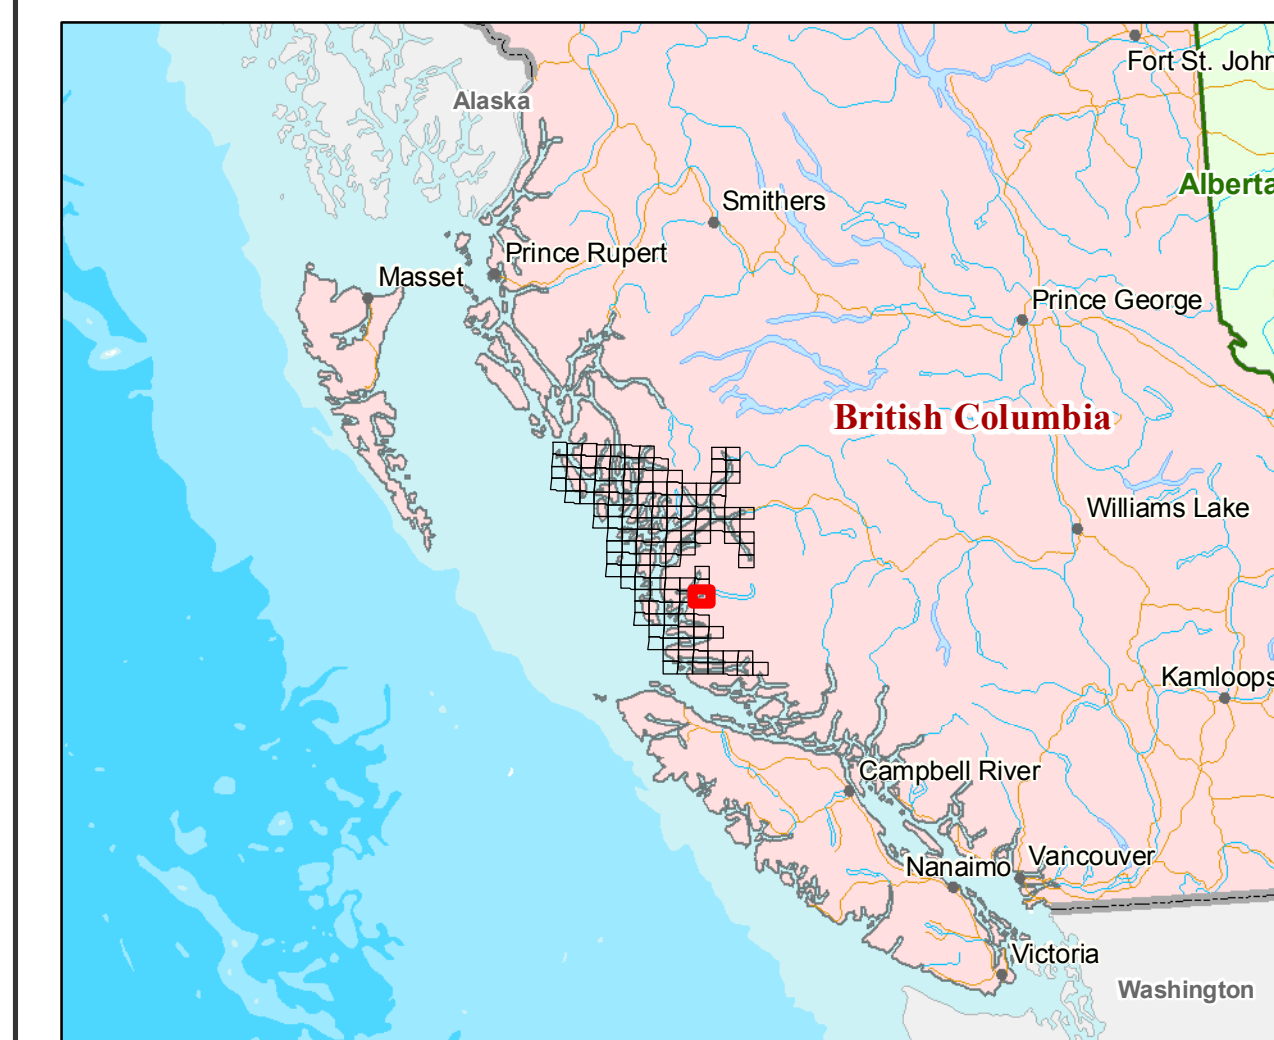 Fort St. John
Alaska
Alberta
Smithers
Prince Rupert
Masset
Prince George
British Columbia
Williams Lake
Kamloops
Campbell River
Vancouver
Nanaimo
Victoria
Washington